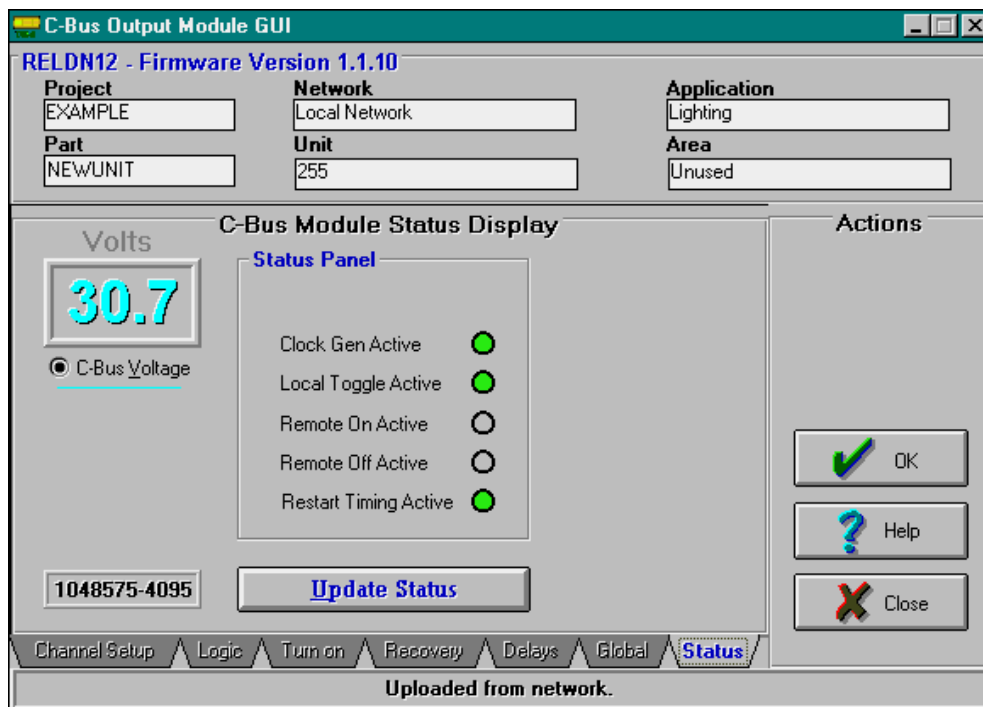 C-Bus Output Module GUI
RELDN12 - Firmware Version 1.1.10
Project
Network
Application
EXAMPLE
Local Network
Lighting
Part
Unit
Area
NEWUNIT
255
Unused
C-Bus Module Status Display
Actions
Volts
Status Panel
30.7
C-Bus Voltage
Clock Gen Active
Local Toggle Active
Remote On Active
Remote Off Active
Restart Timing Active
OK
Help
Close
1048575-4095
Update Status
Channel Setup
Logic
Turn on
Recovery
Delays
Global
Status
Uploaded from network.